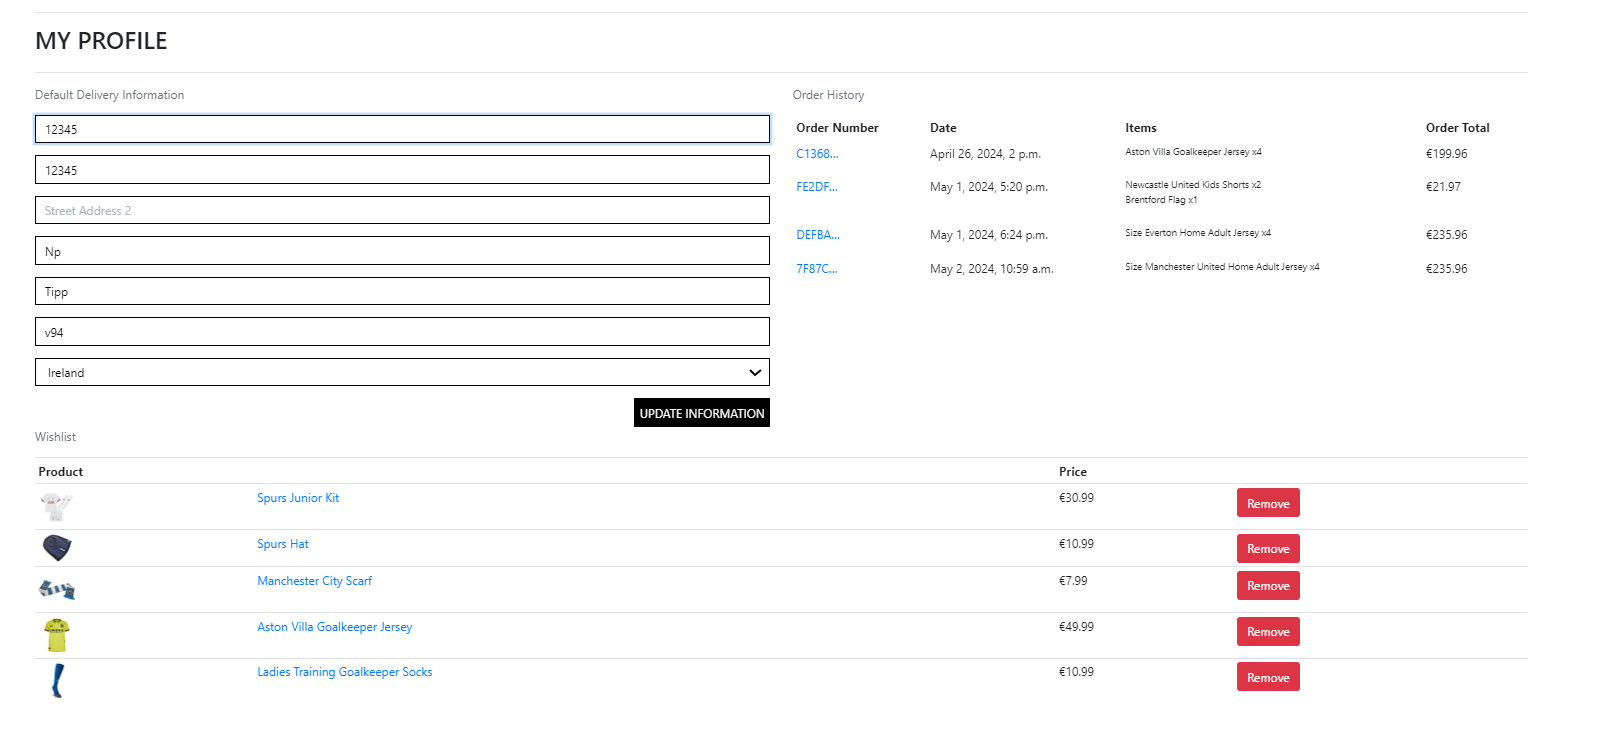 MY PROFILE
Default Delivery Information
12345
12345
Street Address 2
Np
Tipp
v94
Ireland
UPDATE INFORMATION
Order History
Order Number Date Items Order Total
C1368... April 26, 2024, 2 p.m. Aston Villa Goalkeeper Jersey x4 €199.96
FE2DF... May 1, 2024, 5:20 p.m. Newcastle United Kids Shorts x2 €21.97
Brentford Flag x1
DEFBA... May 1, 2024, 6:24 p.m. Size Everton Home Adult Jersey x4 €235.96
7F87C... May 2, 2024, 10:59 a.m. Size Manchester United Home Adult Jersey x4 €235.96
Wishlist
Product Price
Spurs Junior Kit €30.99 Remove
Spurs Hat €10.99 Remove
Manchester City Scarf €7.99 Remove
Aston Villa Goalkeeper Jersey €49.99 Remove
Ladies Training Goalkeeper Socks €10.99 Remove